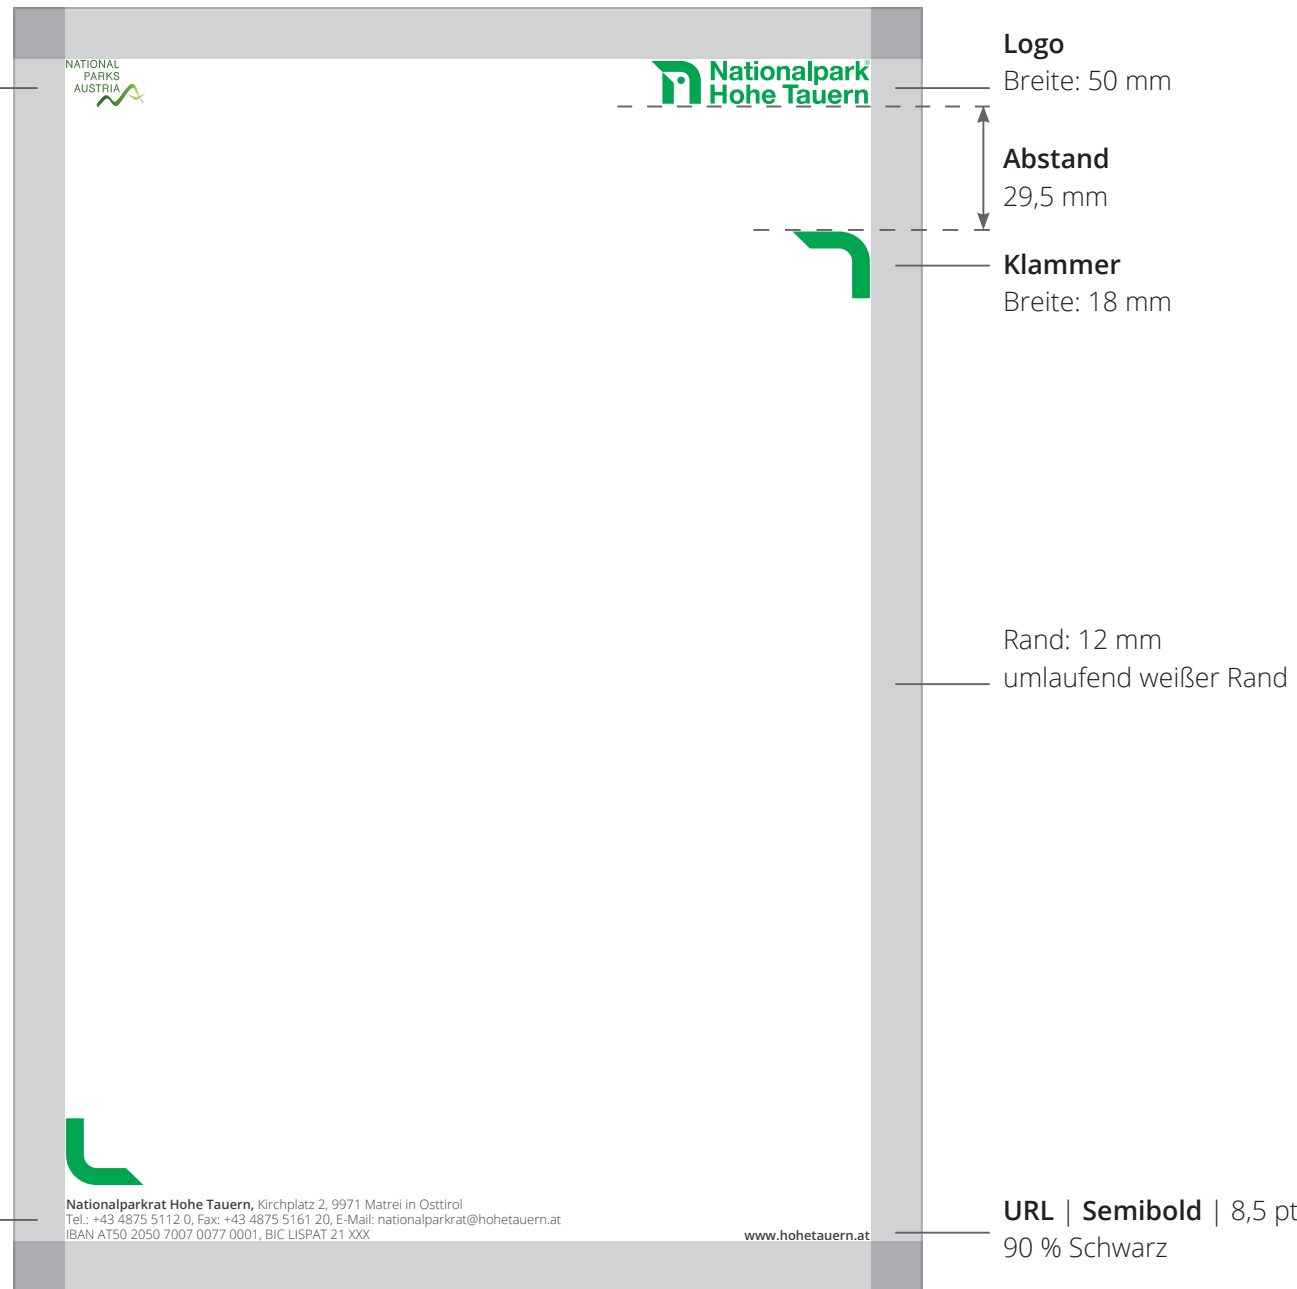 NATIONAL
PARKS
AUSTRIA
Nationalpark®
Hohe Tauern
Logo
Breite: 50 mm
Abstand
29,5 mm
Klammer
Breite: 18 mm
Rand: 12 mm
umlaufend weißer Rand
Nationalparkrat Hohe Tauern, Kirchplatz 2, 9971 Matrei in Osttirol
Tel.: +43 4875 5112 0, Fax: +43 4875 5161 20, E-Mail: nationalparkrat@hohetauern.at
IBAN AT50 2050 7007 0077 0001, BIC LISPAT 21 XXX
www.hohetauern.at
URL | Semibold | 8,5 pt
90 % Schwarz